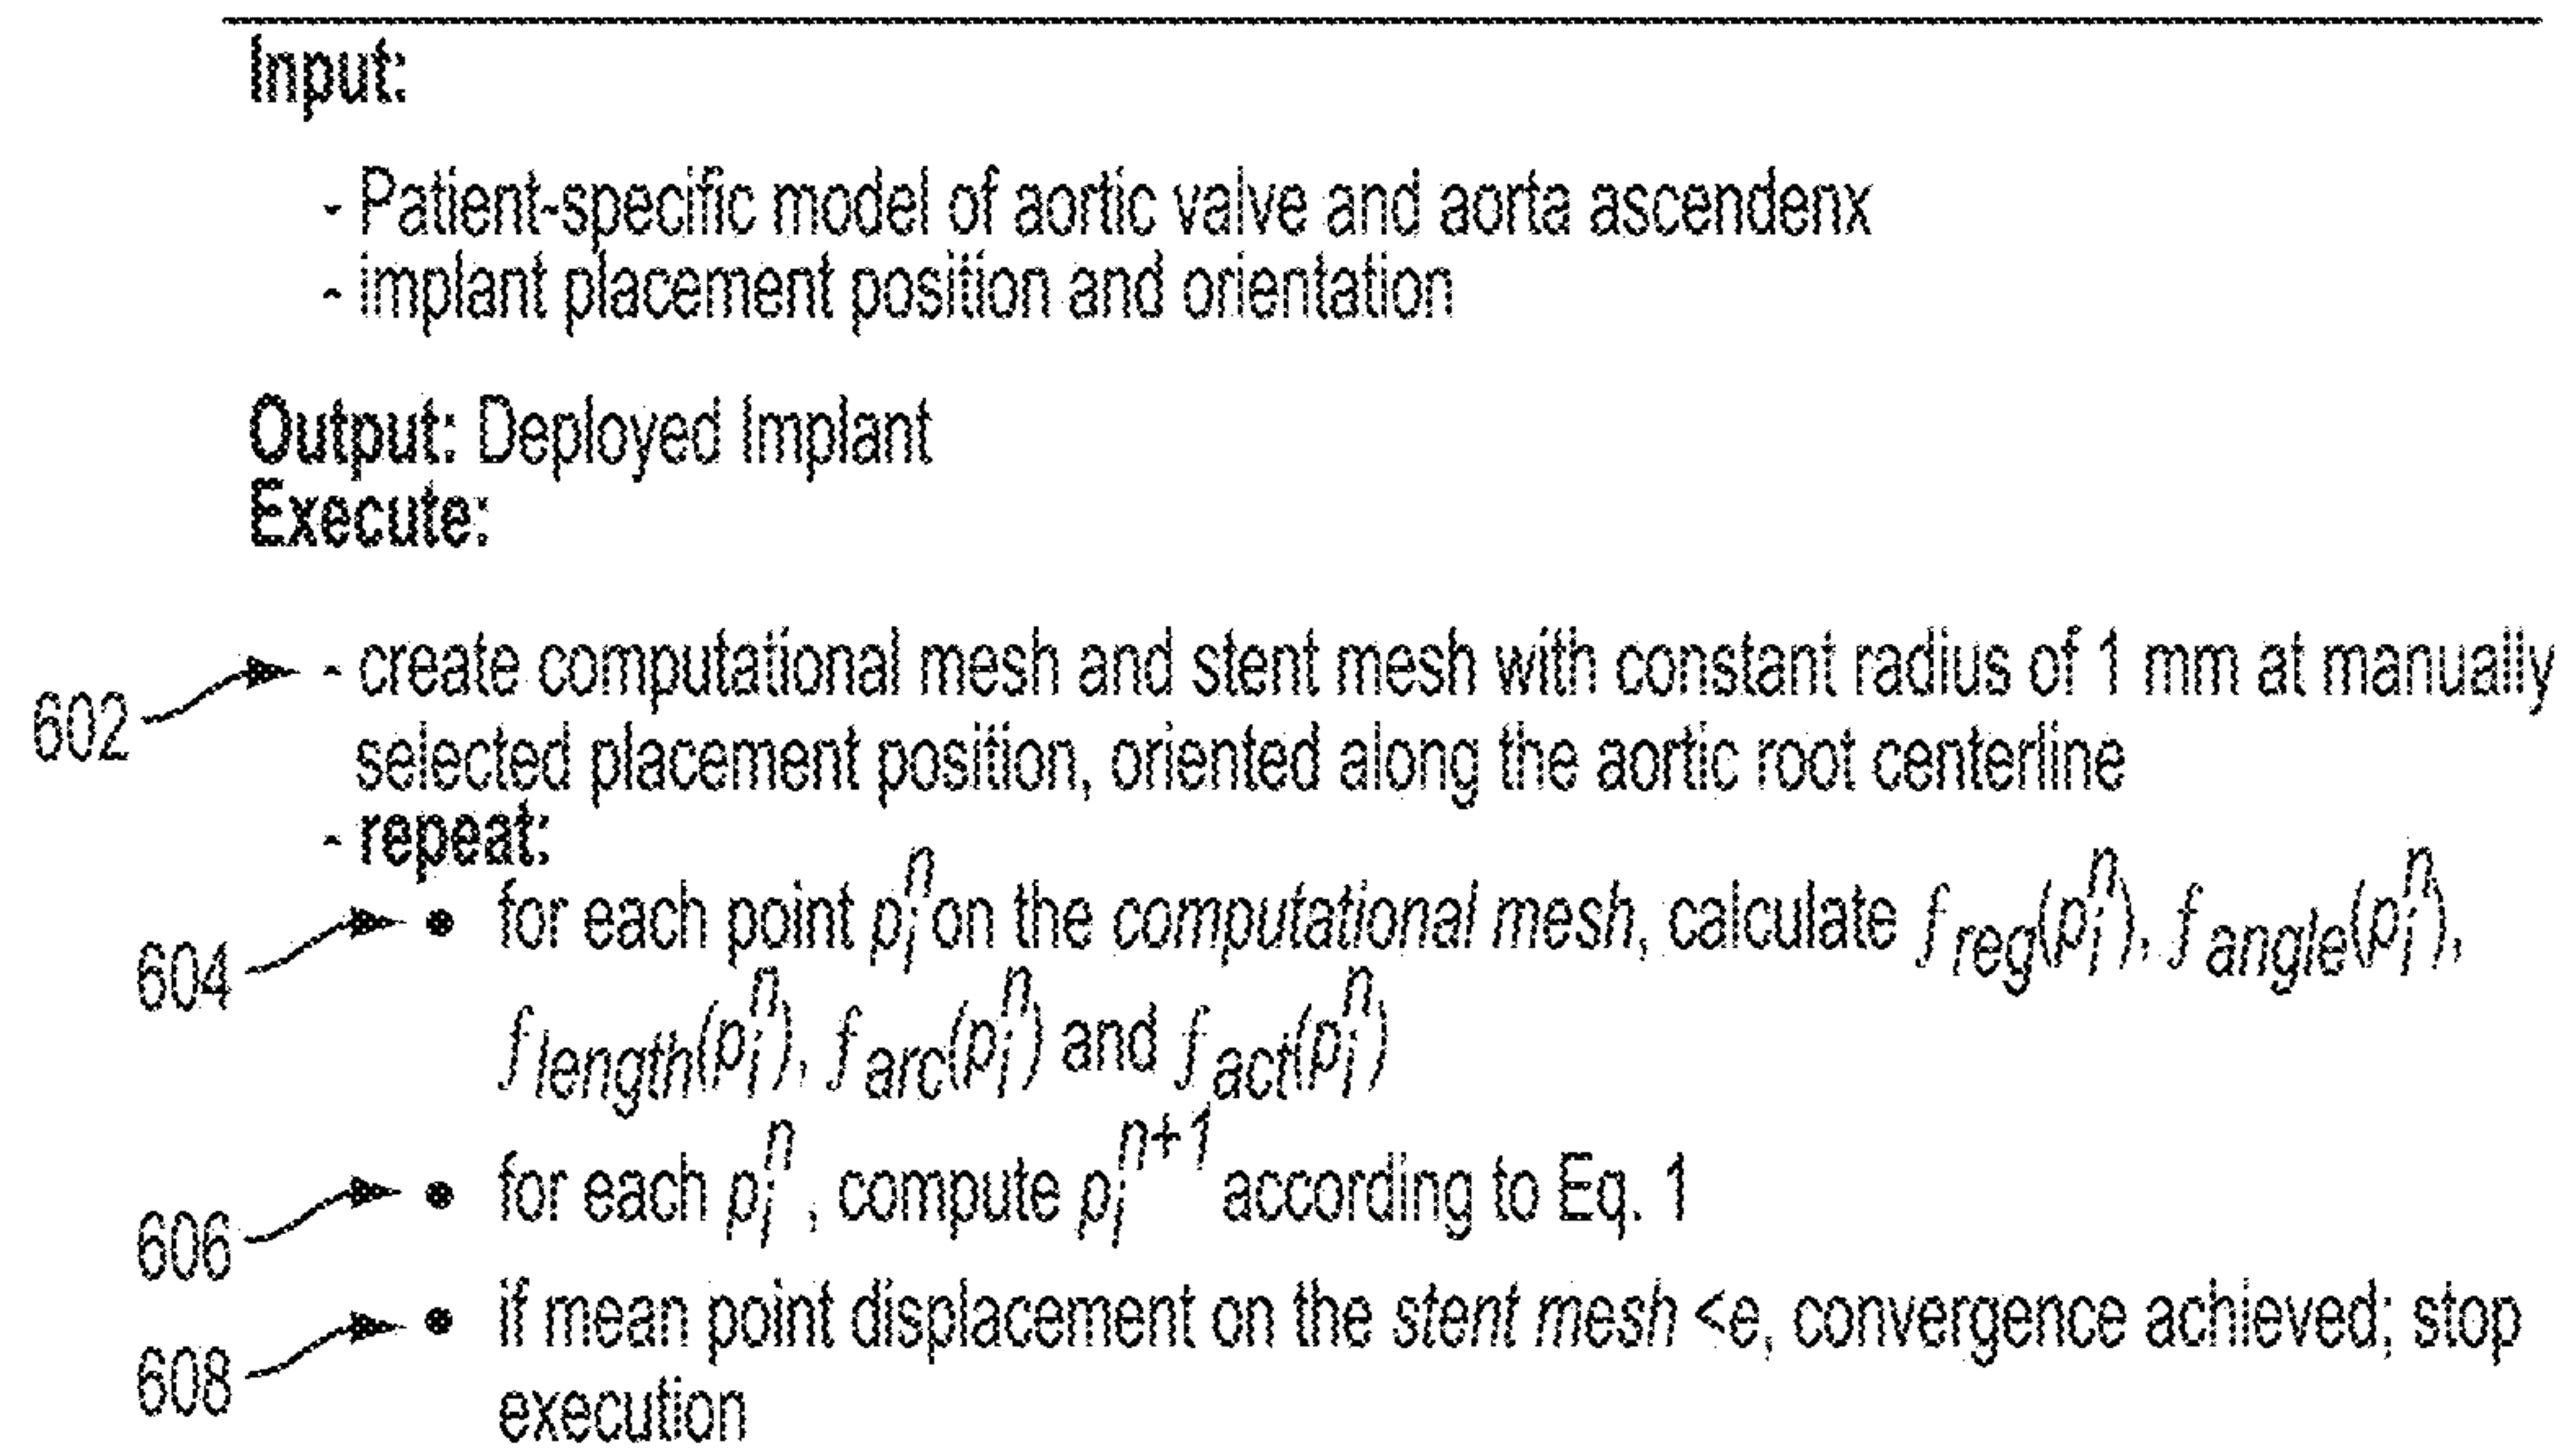 Input:
- Patient-specific model of aortic valve and aorta ascendenx
- implant placement position and orientation
Output: Deployed Implant
Execute:
602 - create computational mesh and stent mesh with constant radius of 1 mm at manually
selected placement position, oriented along the aortic root centerline
- repeat:
604 • for each point p_i^n on the computational mesh, calculate f_reg(p_i^n), f_angle(p_i^n),
f_length(p_i^n), f_arc(p_i^n) and f_act(p_i^n)
606 • for each p_i^n, compute p_i^{n+1} according to Eq. 1
608 • if mean point displacement on the stent mesh <e, convergence achieved; stop
execution